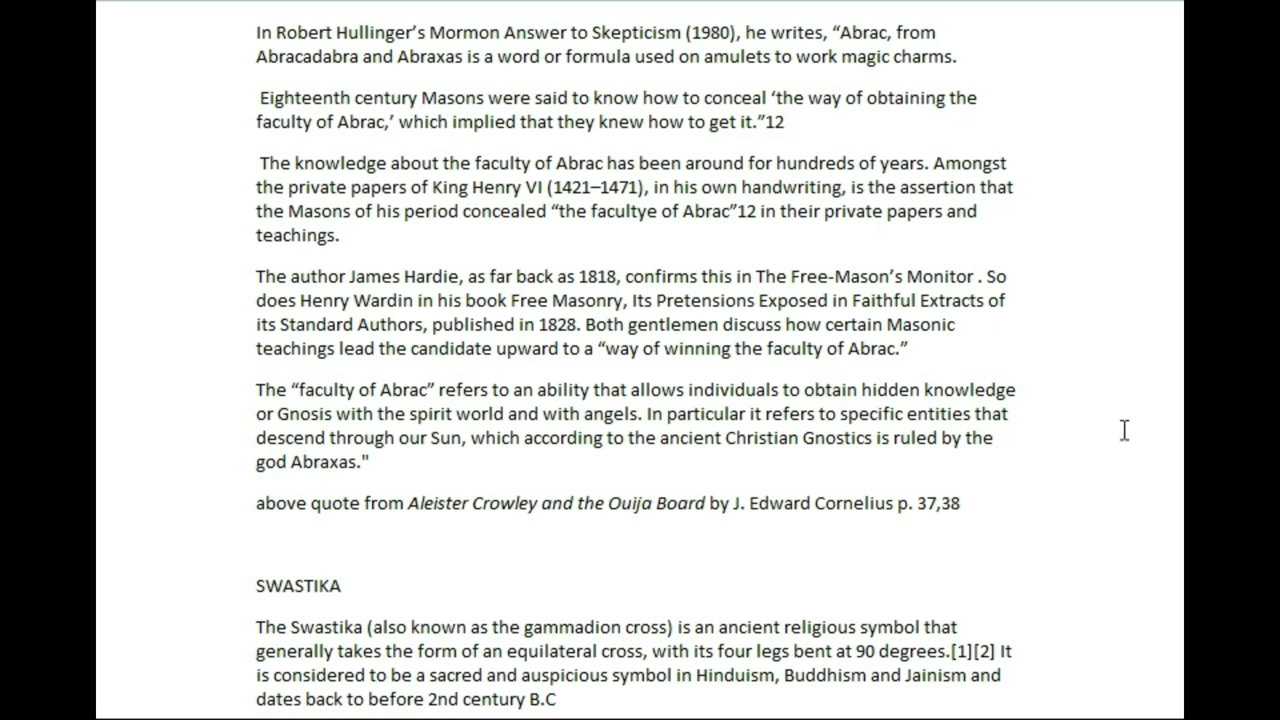 In Robert Hullinger’s Mormon Answer to Skepticism (1980), he writes, “Abrac, from
Abracadabra and Abraxas is a word or formula used on amulets to work magic charms.
Eighteenth century Masons were said to know how to conceal ‘the way of obtaining the
faculty of Abrac,’ which implied that they knew how to get it.”12
The knowledge about the faculty of Abrac has been around for hundreds of years. Amongst
the private papers of King Henry VI (1421–1471), in his own handwriting, is the assertion that
the Masons of his period concealed “the facultye of Abrac”12 in their private papers and
teachings.
The author James Hardie, as far back as 1818, confirms this in The Free-Mason’s Monitor . So
does Henry Wardin in his book Free Masonry, Its Pretensions Exposed in Faithful Extracts of
its Standard Authors, published in 1828. Both gentlemen discuss how certain Masonic
teachings lead the candidate upward to a “way of winning the faculty of Abrac.”
The “faculty of Abrac” refers to an ability that allows individuals to obtain hidden knowledge
or Gnosis with the spirit world and with angels. In particular it refers to specific entities that
descend through our Sun, which according to the ancient Christian Gnostics is ruled by the
god Abraxas."
above quote from Aleister Crowley and the Ouija Board by J. Edward Cornelius p. 37,38
SWASTIKA
The Swastika (also known as the gammadion cross) is an ancient religious symbol that
generally takes the form of an equilateral cross, with its four legs bent at 90 degrees.[1][2] It
is considered to be a sacred and auspicious symbol in Hinduism, Buddhism and Jainism and
dates back to before 2nd century B.C